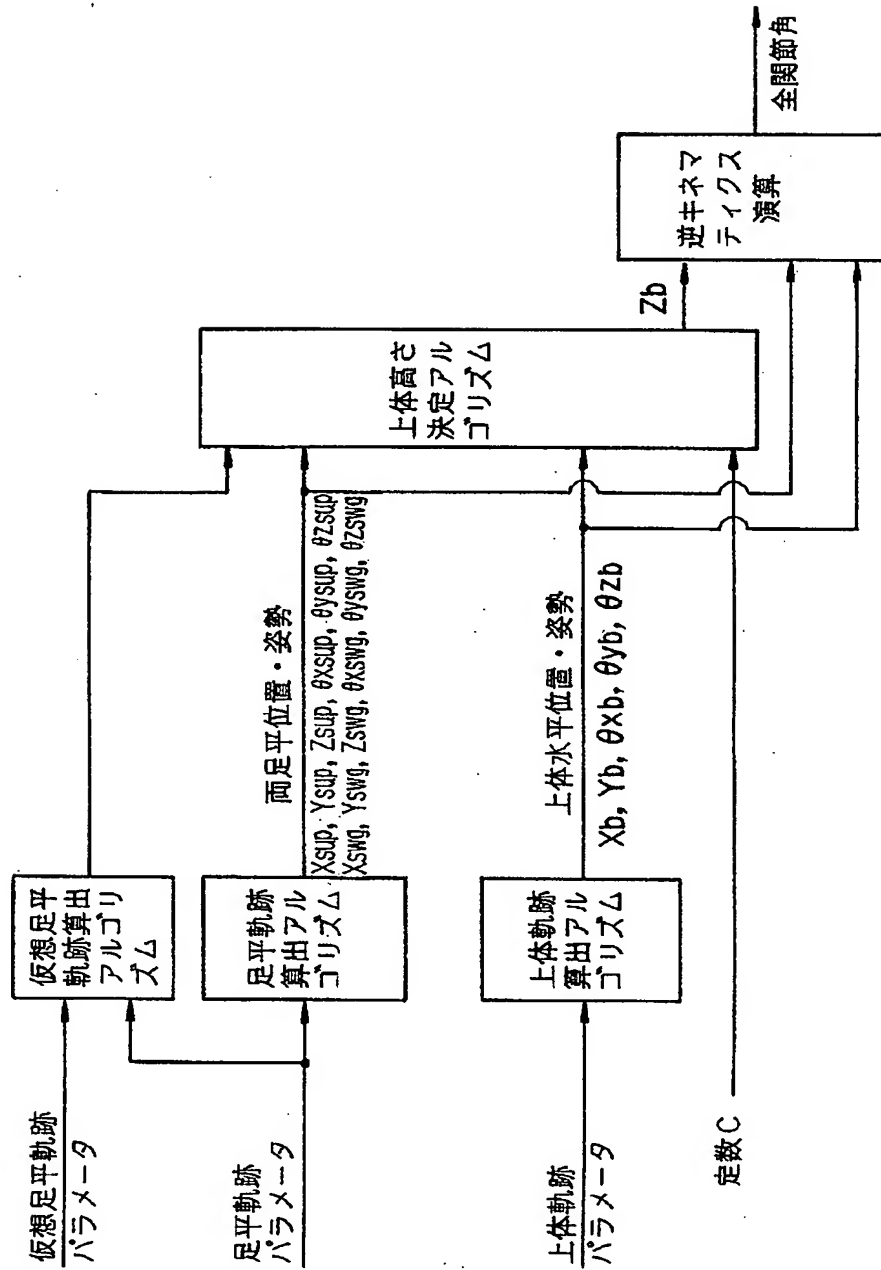 仮想足平軌跡
パラメータ
足平軌跡
パラメータ
上体軌跡
パラメータ
定数C
仮想足平
軌跡算出
アルゴリ
ズム
足平軌跡
算出アル
ゴリズム
上体軌跡
算出アル
ゴリズム
両足平位置・姿勢
Xsup, Ysup, Zsup, θxsup, θysup, θzsup
Xswg, Yswg, Zswg, θxswg, θyswg, θzswg
上体水平位置・姿勢
Xb, Yb, θxb, θyb, θzb
上体高さ
決定アル
ゴリズム
Zb
逆キネマ
ティクス
演算
全関節角